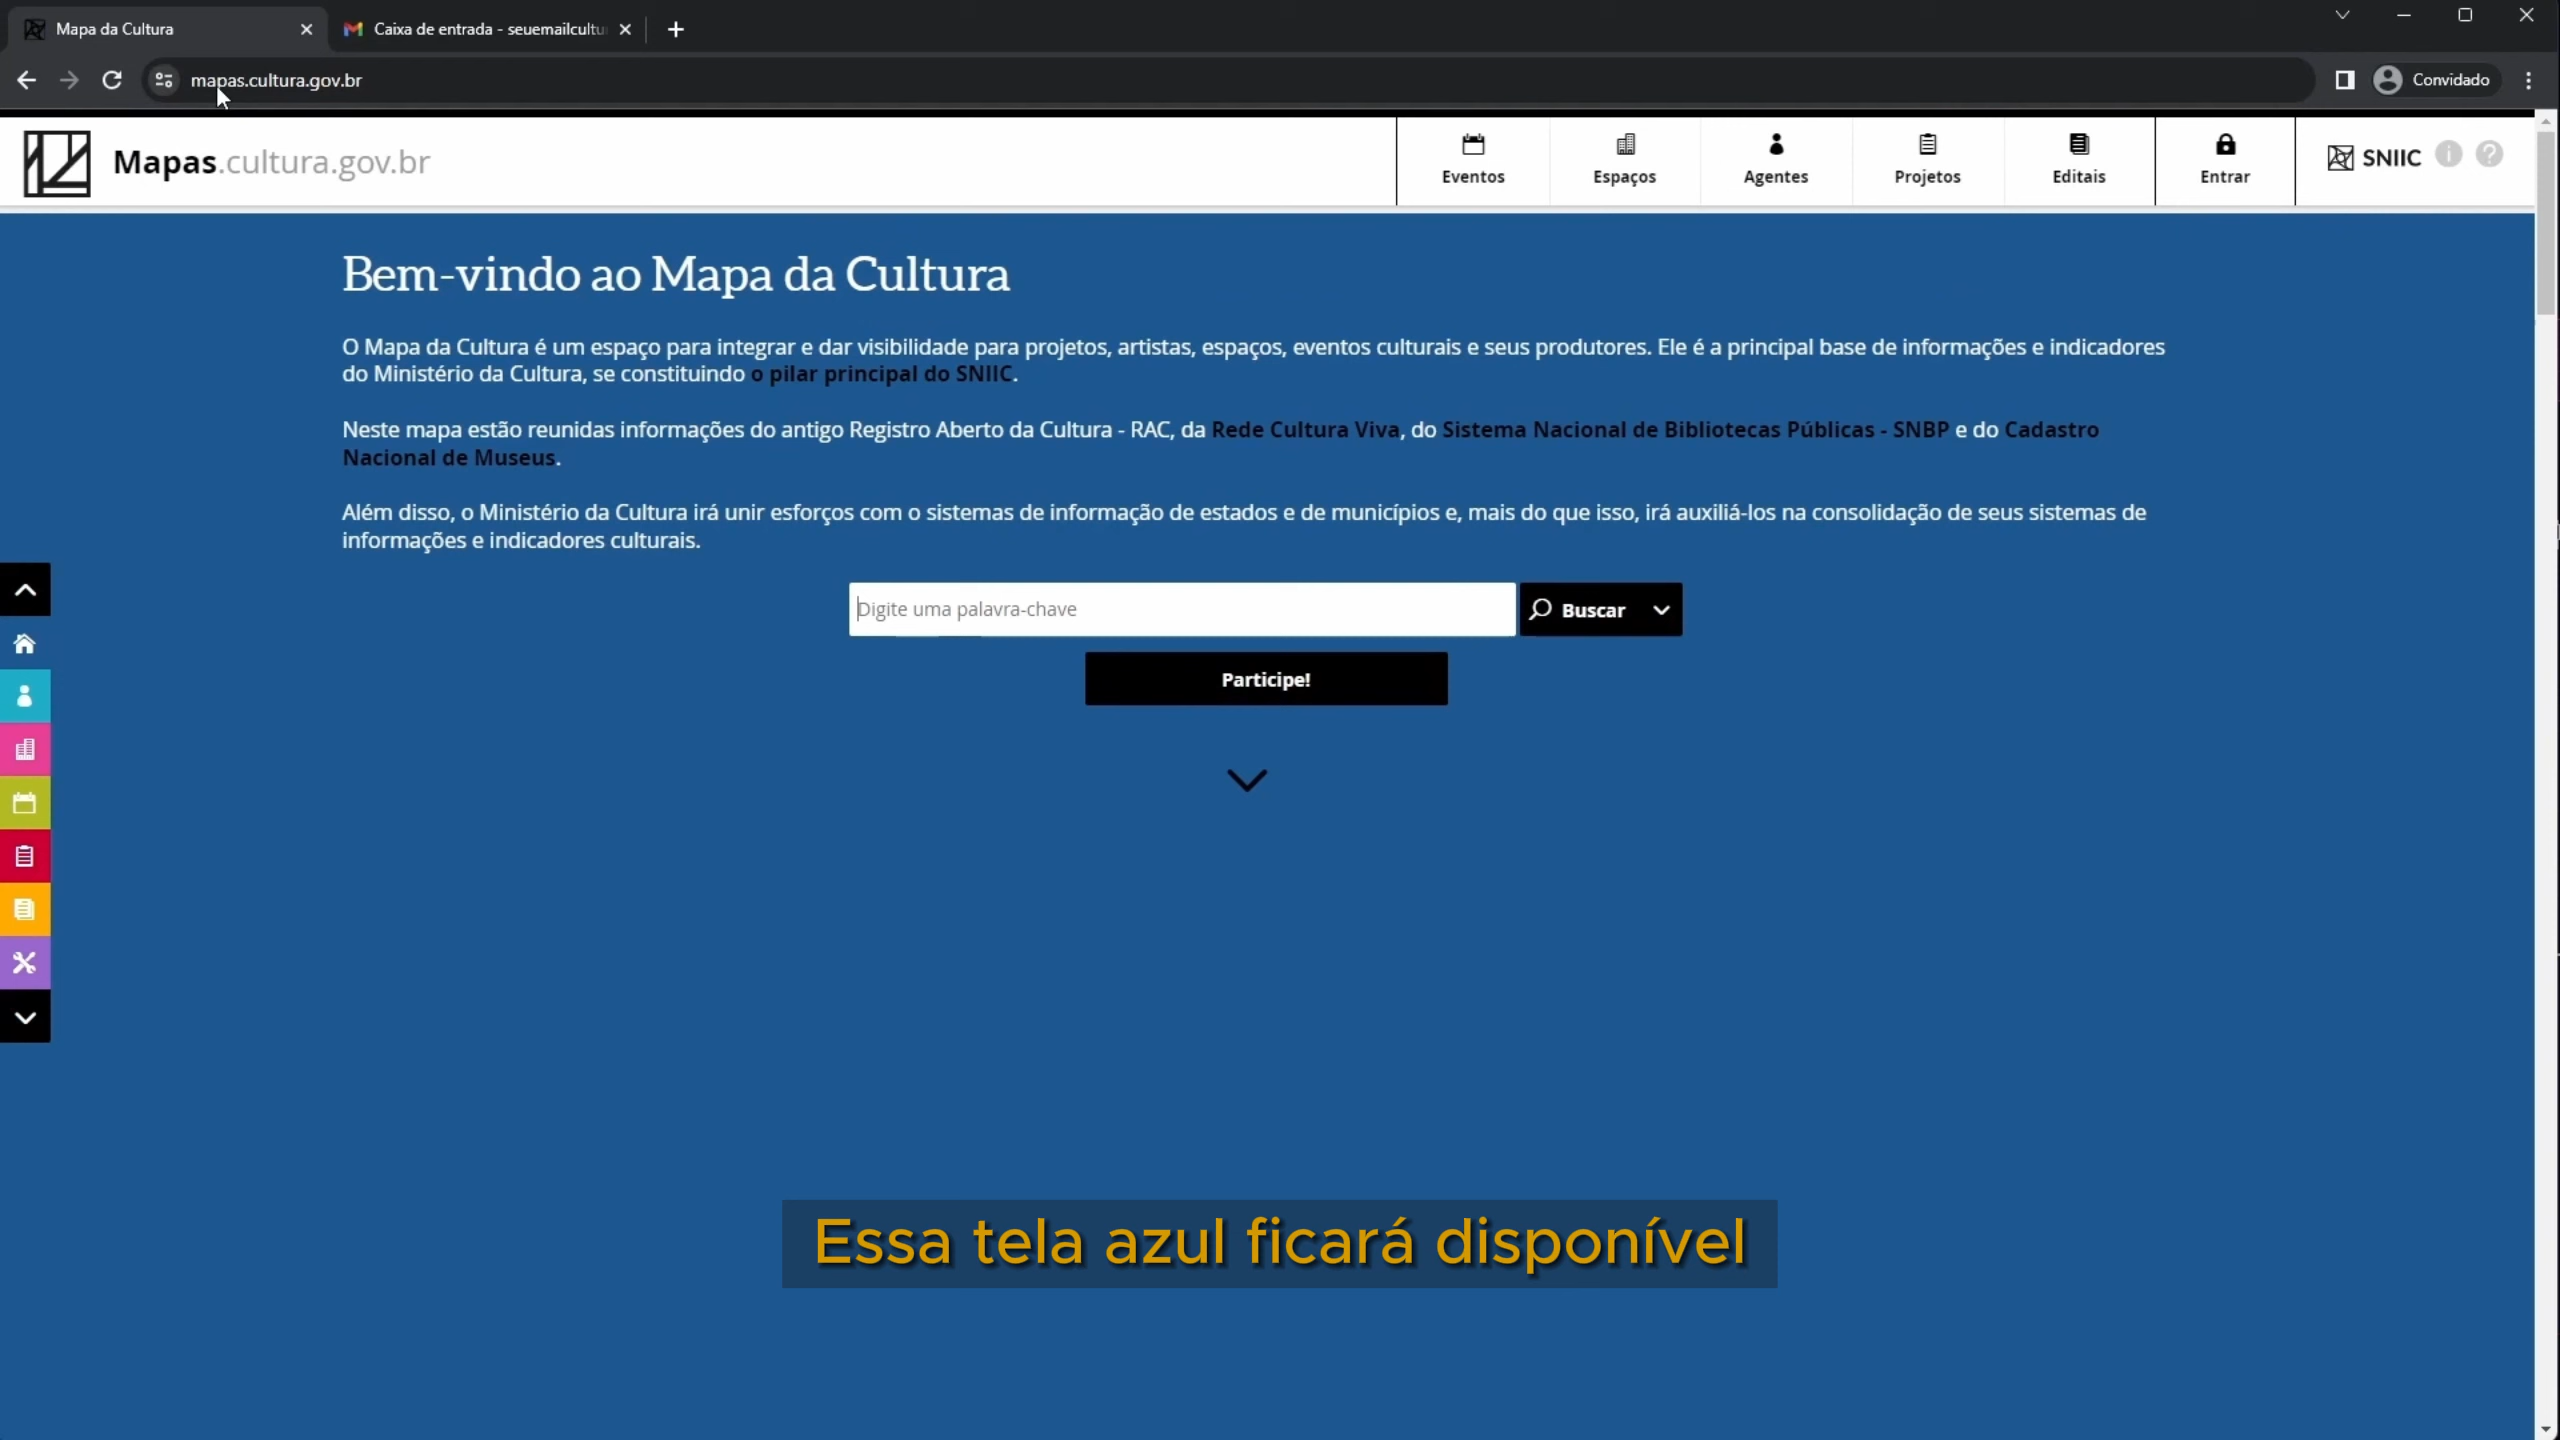 Mapa da Cultura
Caixa de entrada - seuemailcultu
mapas.cultura.gov.br
Convidado
Mapas.cultura.gov.br
Eventos
Espaços
Agentes
Projetos
Editais
Entrar
SNIIC
Bem-vindo ao Mapa da Cultura
O Mapa da Cultura é um espaço para integrar e dar visibilidade para projetos, artistas, espaços, eventos culturais e seus produtores. Ele é a principal base de informações e indicadores
do Ministério da Cultura, se constituindo o pilar principal do SNIIC.
Neste mapa estão reunidas informações do antigo Registro Aberto da Cultura - RAC, da Rede Cultura Viva, do Sistema Nacional de Bibliotecas Públicas - SNBP e do Cadastro
Nacional de Museus.
Além disso, o Ministério da Cultura irá unir esforços com o sistemas de informação de estados e de municípios e, mais do que isso, irá auxiliá-los na consolidação de seus sistemas de
informações e indicadores culturais.
Digite uma palavra-chave
Buscar
Participe!
Essa tela azul ficará disponível